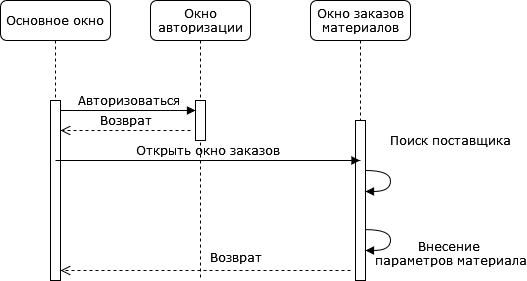 Основное окно
Окно
авторизации
Окно заказов
материалов
Авторизоваться
Возврат
Открыть окно заказов
Поиск поставщика
Внесение
параметров материала
Возврат